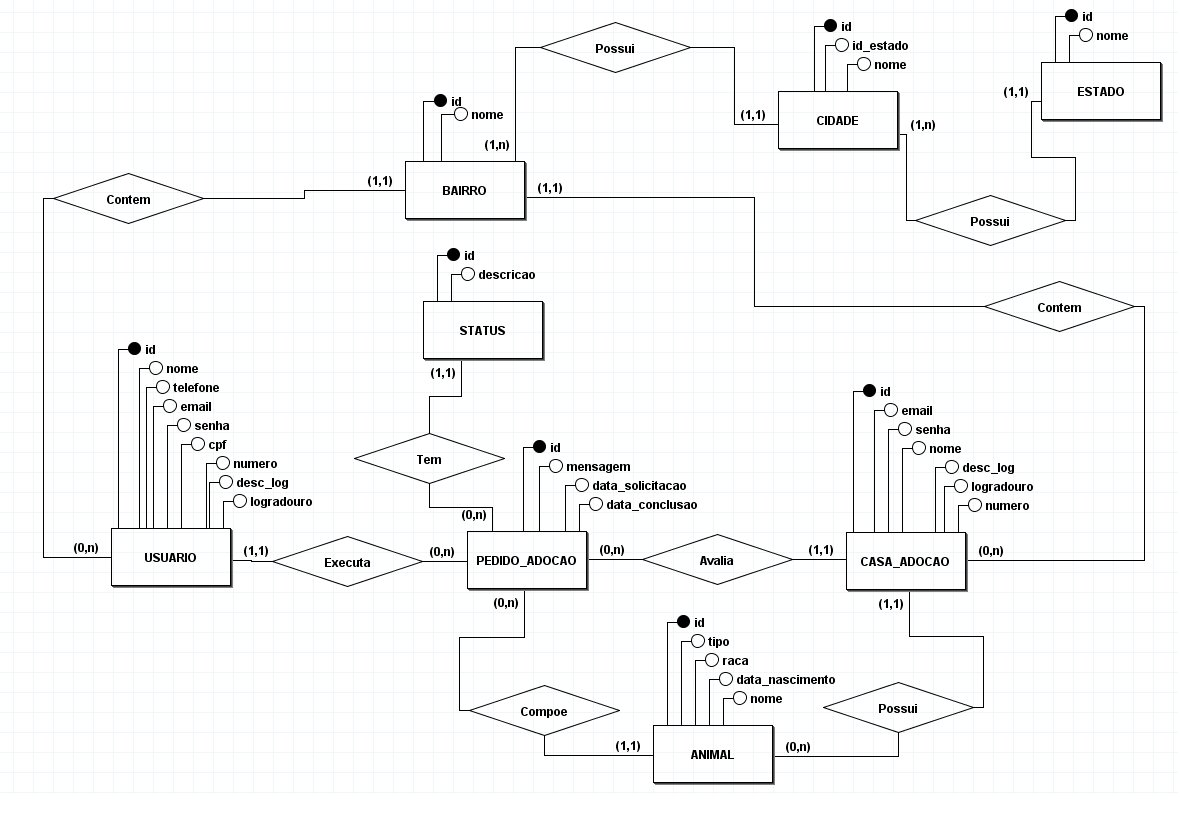 id
nome
ESTADO
(1,1)
id
id_estado
nome
CIDADE
(1,1)
(1,n)
Possui
Possui
id
nome
(1,n)
BAIRRO
(1,1)
(1,1)
Contem
Contem
id
descricao
STATUS
(1,1)
Tem
(0,n)
id
nome
telefone
email
senha
cpf
numero
desc_log
logradouro
(0,n)
USUARIO
(1,1)
Executa
(0,n)
id
mensagem
data_solicitacao
data_conclusao
PEDIDO_ADOCAO
(0,n)
(0,n)
Avalia
(1,1)
id
email
senha
nome
desc_log
logradouro
numero
CASA_ADOCAO
(0,n)
(1,1)
Compoe
(1,1)
id
tipo
raca
data_nascimento
nome
ANIMAL
(0,n)
Possui